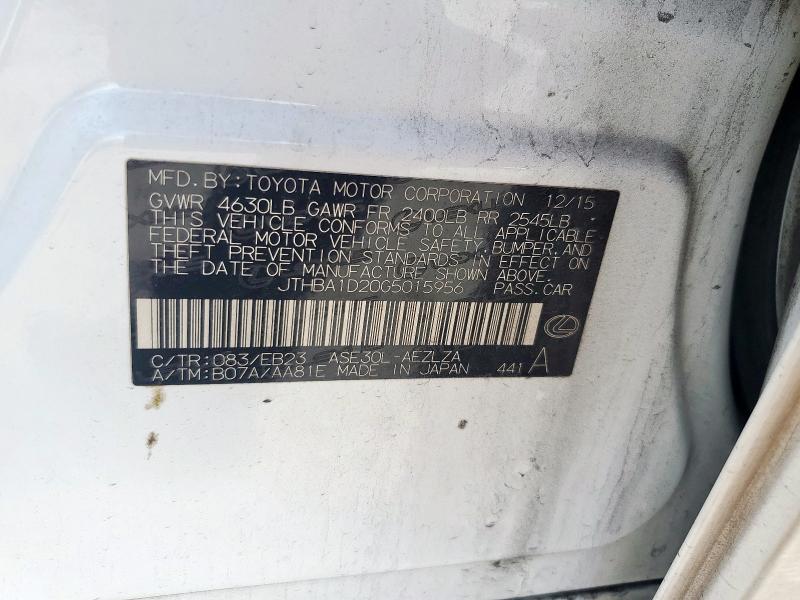 MFD. BY: TOYOTA MOTOR CORPORATION 12/15
GVWR 4630LB GAWR FR 2400LB RR 2545LB
THIS VEHICLE CONFORMS TO ALL APPLICABLE
FEDERAL MOTOR VEHICLE SAFETY, BUMPER, AND
THEFT PREVENTION STANDARDS IN EFFECT ON
THE DATE OF MANUFACTURE SHOWN ABOVE.
JTHBA1D20G5015956 PASS. CAR
C/TR: 083/EB23 ASE30L-AEZLZA
A/TM: B07A/AA81E MADE IN JAPAN 441 A